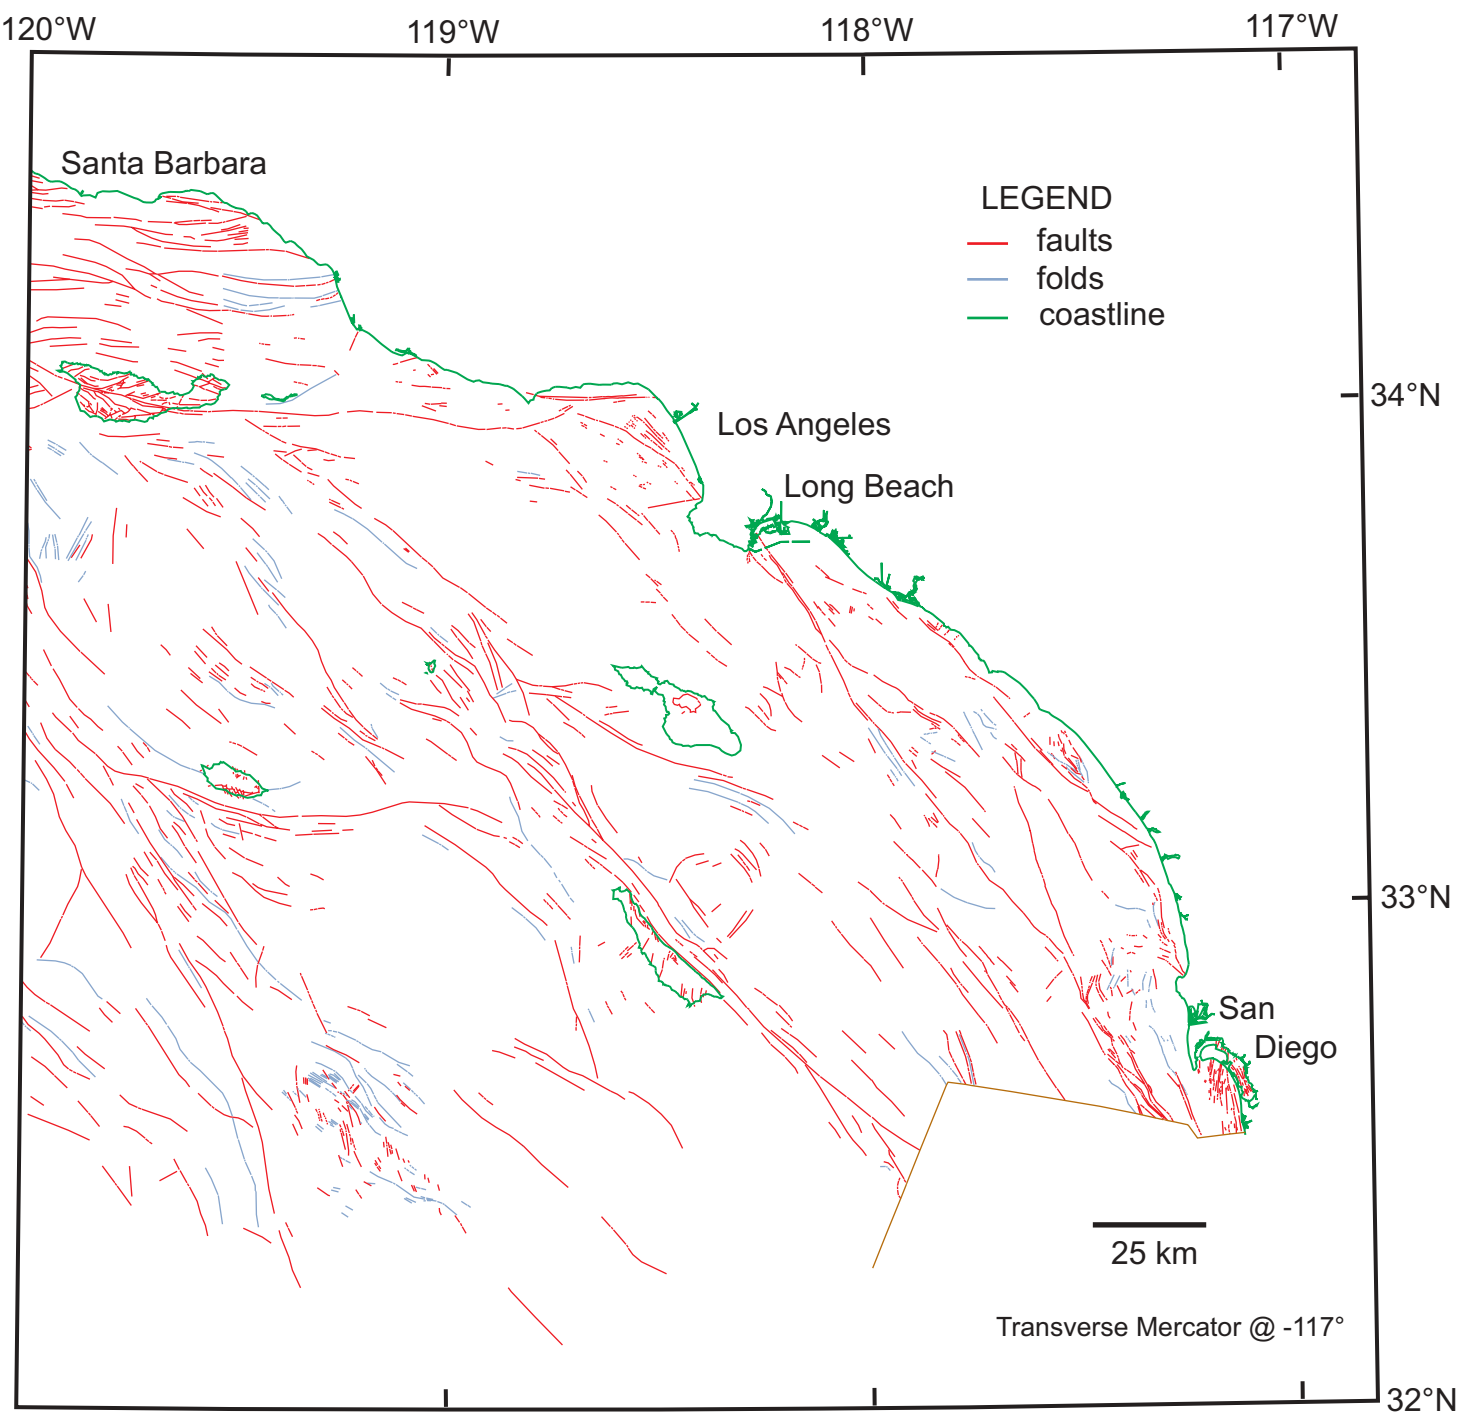 120°W 119°W 118°W 117°W
Santa Barbara
LEGEND
faults
folds
coastline
34°N
Los Angeles
Long Beach
33°N
San
Diego
25 km
Transverse Mercator @ -117°
32°N